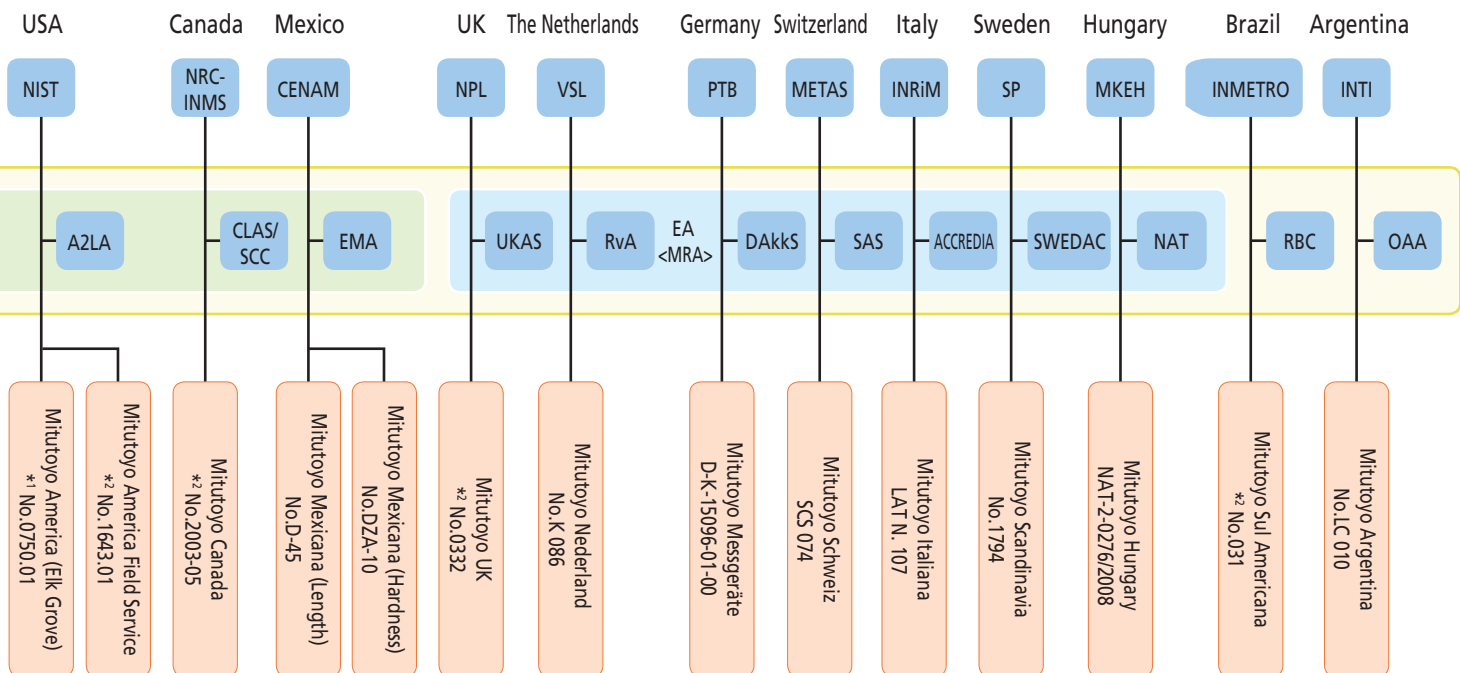 USA
Canada
Mexico
UK
The Netherlands
Germany
Switzerland
Italy
Sweden
Hungary
Brazil
Argentina
NIST
NRC-
INMS
CENAM
NPL
VSL
PTB
METAS
INRiM
SP
MKEH
INMETRO
INTI
A2LA
CLAS/
SCC
EMA
UKAS
RvA
EA
<MRA>
DAkkS
SAS
ACCREDIA
SWEDAC
NAT
RBC
OAA
Mitutoyo America (Elk Grove)
*1 No.0750.01
Mitutoyo America Field Service
*2 No.1643.01
Mitutoyo Canada
*2 No.2003-05
Mitutoyo Mexicana (Length)
No.D-45
Mitutoyo Mexicana (Hardness)
No.DZA-10
Mitutoyo UK
*2 No.0332
Mitutoyo Nederland
No.K 086
Mitutoyo Messgeräte
D-K-15096-01-00
Mitutoyo Schweiz
SCS 074
Mitutoyo Italiana
LAT N. 107
Mitutoyo Scandinavia
No.1794
Mitutoyo Hungary
NAT-2-0276/2008
Mitutoyo Sul Americana
*2 No.031
Mitutoyo Argentina
No.LC 010